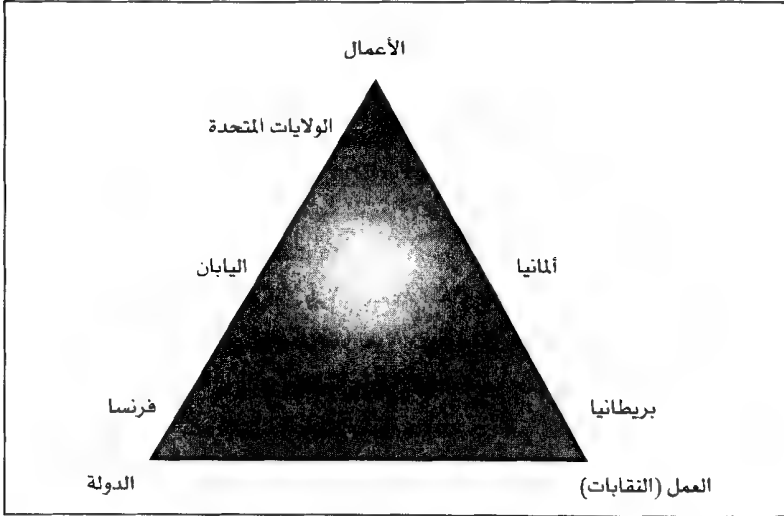 الأعمال
الولايات المتحدة
ألمانيا
اليابان
بريطانيا
فرنسا
العمل (النقابات)
الدولة